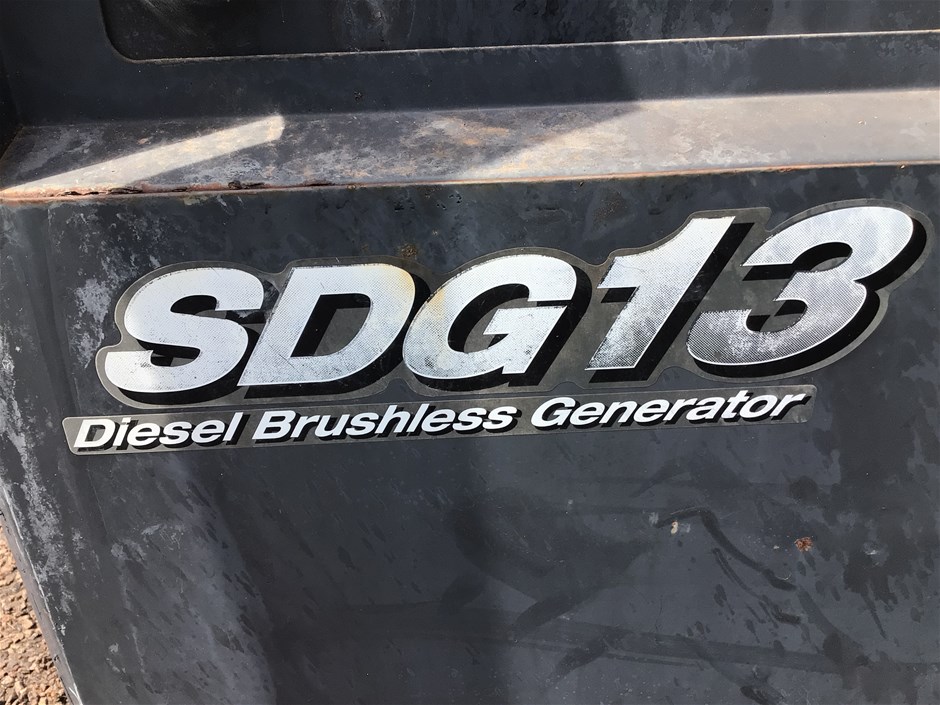 SDG13
Diesel Brushless Generator